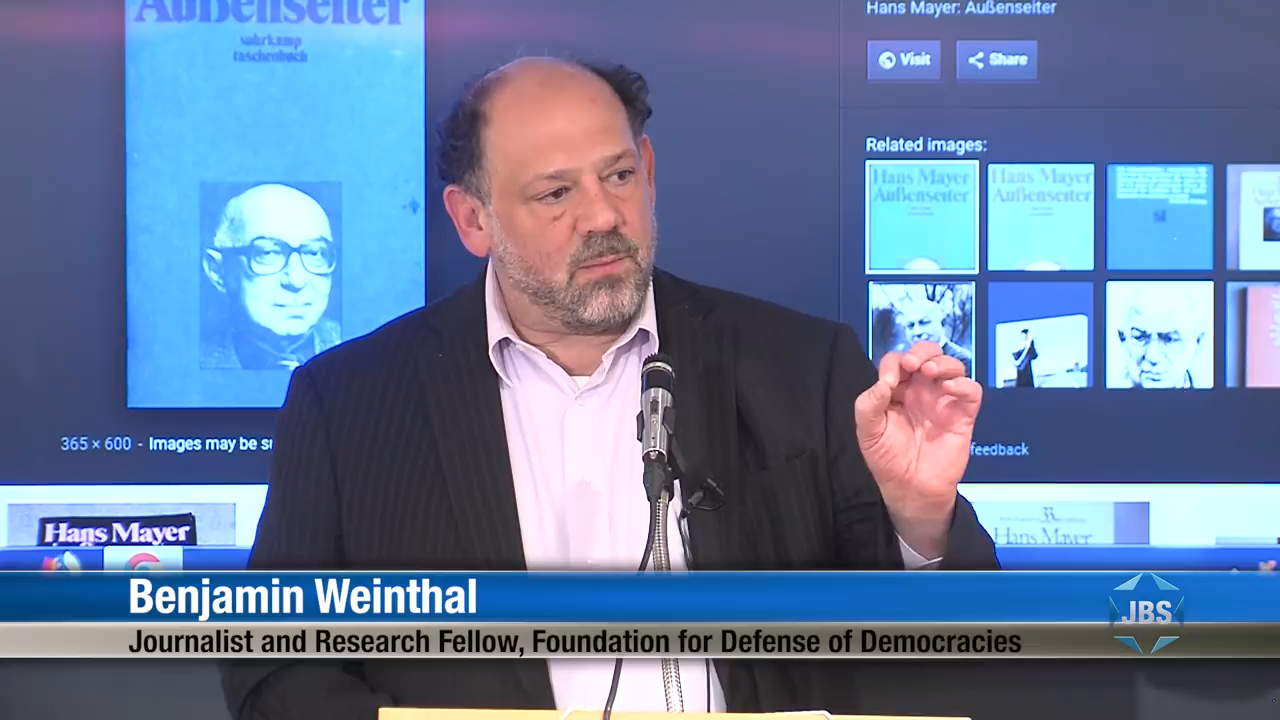 Außenseiter
suhrkamp
taschenbuch
Hans Mayer: Außenseiter
Visit
Share
Related images:
Hans Mayer
Außenseiter
Hans Mayer
Außenseiter
365 × 600 - Images may be su
feedback
Hans Mayer
Hans Mayer
Benjamin Weinthal
Journalist and Research Fellow, Foundation for Defense of Democracies
JBS